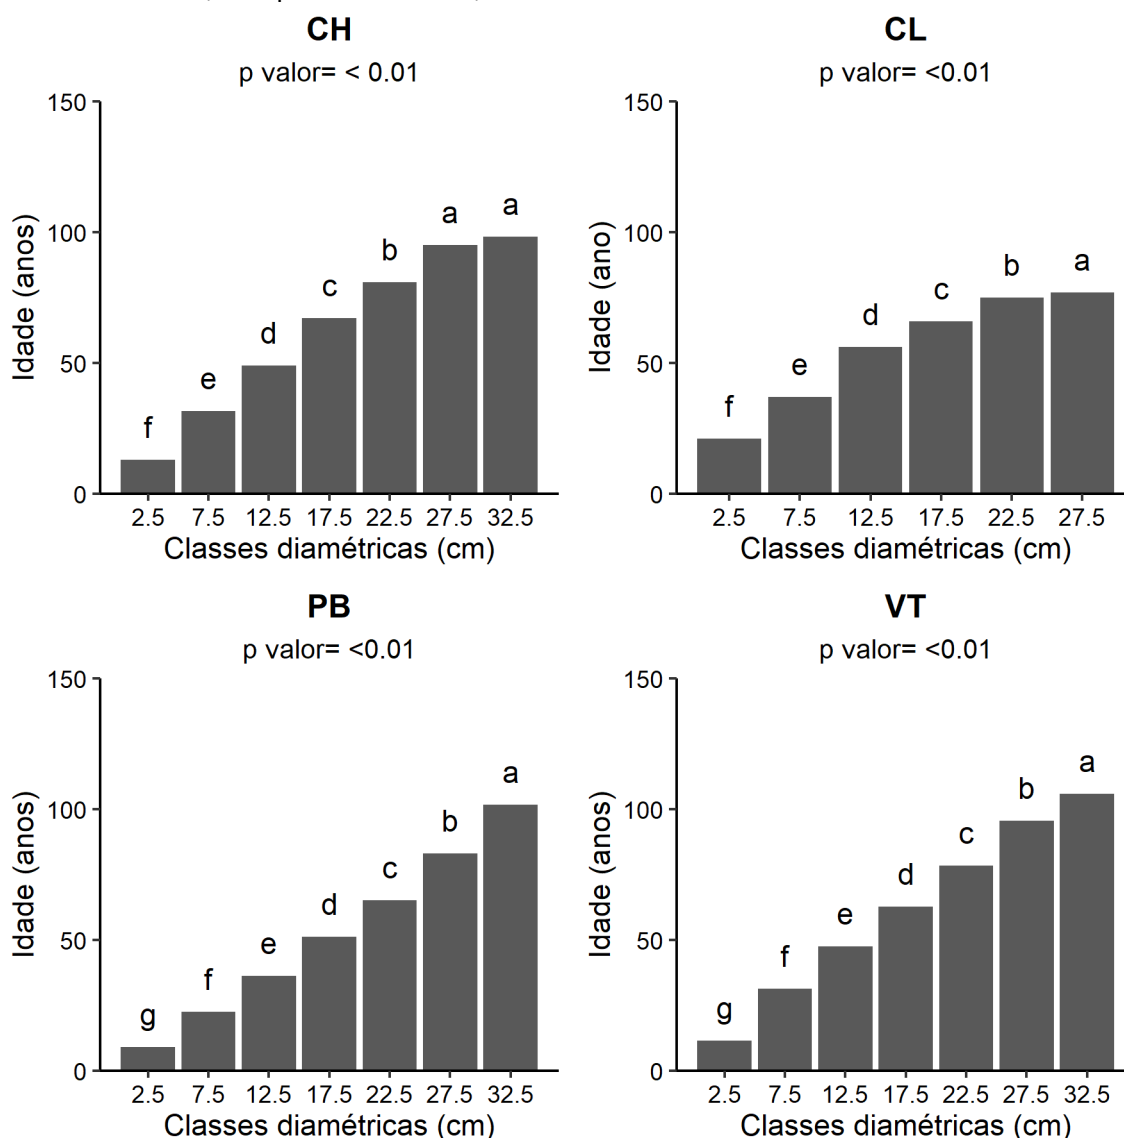 CH
p valor= < 0.01
150
100
50
0
Idade (anos)
f
e
d
c
b
a
a
2.5 7.5 12.5 17.5 22.5 27.5 32.5
Classes diamétricas (cm)
CL
p valor= <0.01
150
100
50
0
Idade (ano)
f
e
d
c
b
a
2.5 7.5 12.5 17.5 22.5 27.5
Classes diamétricas (cm)
PB
p valor= <0.01
150
100
50
0
Idade (anos)
g
f
e
d
c
b
a
2.5 7.5 12.5 17.5 22.5 27.5 32.5
Classes diamétricas (cm)
VT
p valor= <0.01
150
100
50
0
Idade (anos)
g
f
e
d
c
b
a
2.5 7.5 12.5 17.5 22.5 27.5 32.5
Classes diamétricas (cm)